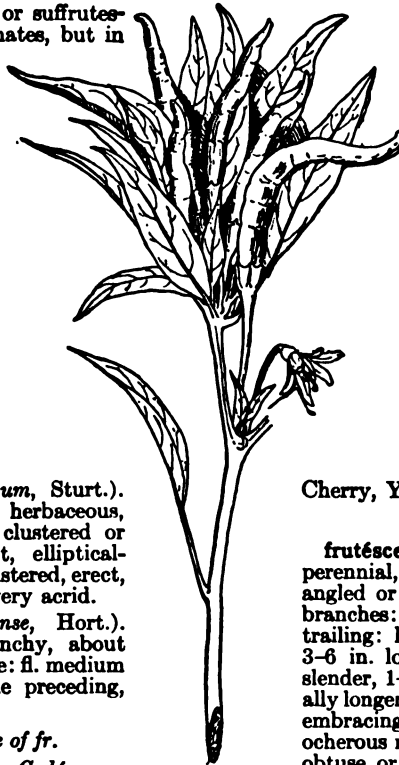 or suffrutes-
nates, but in
um, Sturt.).
herbaceous,
clustered or
t, elliptical-
stered, erect,
very acrid.
nse, Hort.).
nchy, about
e: fl. medium
e preceding,
e of fr.
Cherry, Y
frutésce
perennial,
angled or
branches:
trailing:
3-6 in. lo
slender, 1-
ally longer
embracing
ocherous
obtuse or